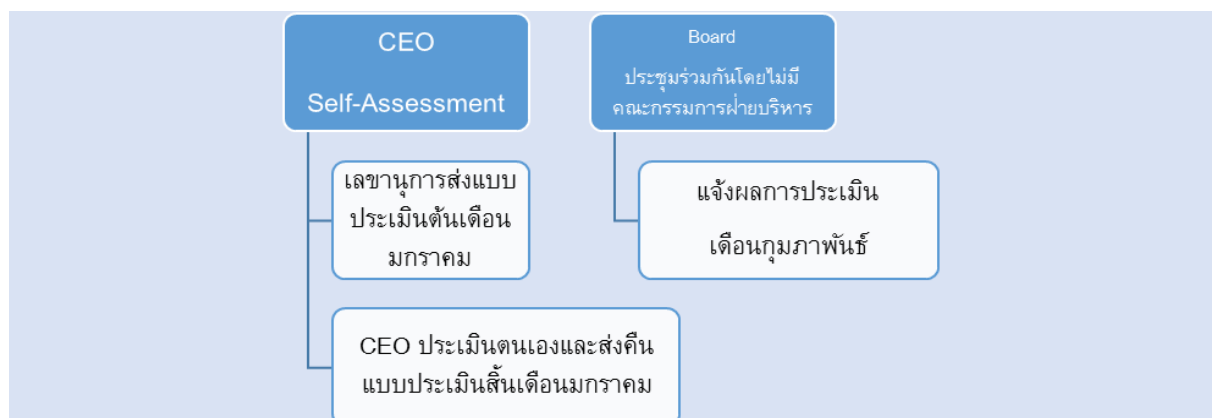 CEO
Self-Assessment
เลขานุการส่งแบบ
ประเมินต้นเดือน
มกราคม
CEO ประเมินตนเองและส่งคืน
แบบประเมินสิ้นเดือนมกราคม
Board
ประชุมร่วมกันโดยไม่มี
คณะกรรมการฝ่ายบริหาร
แจ้งผลการประเมิน
เดือนกุมภาพันธ์